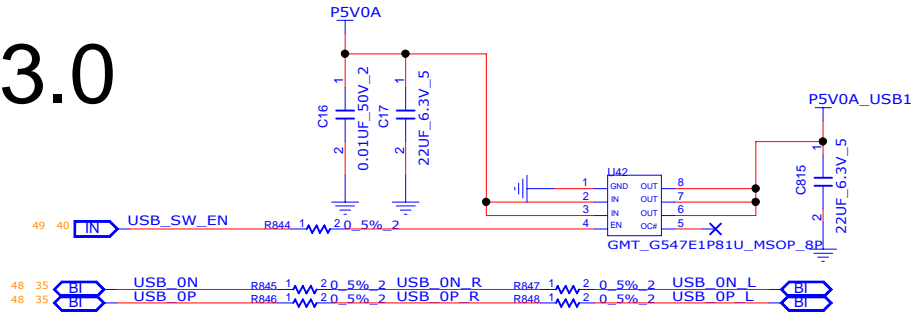 3.0
P5V0A
1
2
C16
0.01UF_50V_2
1
2
C17
22UF_6.3V_5
P5V0A_USB1
1
2
C815
22UF_6.3V_5
U42
1 GND OUT 8
2 IN OUT 7
3 IN OUT 6
4 EN OC# 5
GMT_G547E1P81U_MSOP_8P
49 40 IN USB_SW_EN R844 1 2 0_5%_2
48 35 BI USB_0N R845 1 2 0_5%_2 USB_0N_R R847 1 2 0_5%_2 USB_0N_L BI
48 35 BI USB_0P R846 1 2 0_5%_2 USB_0P_R R848 1 2 0_5%_2 USB_0P_L BI